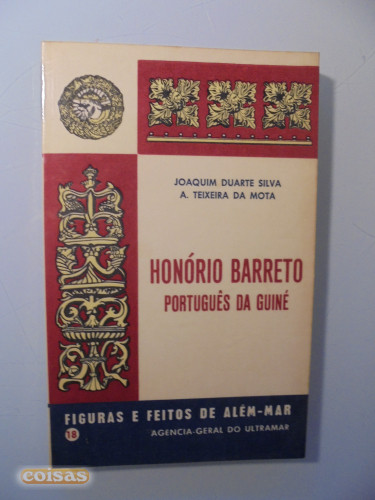 JOAQUIM DUARTE SILVA
A. TEIXEIRA DA MOTA
HONÓRIO BARRETO
PORTUGUÊS DA GUINÉ
FIGURAS E FEITOS DE ALÉM-MAR
18
AGENCIA-GERAL DO ULTRAMAR
coisas